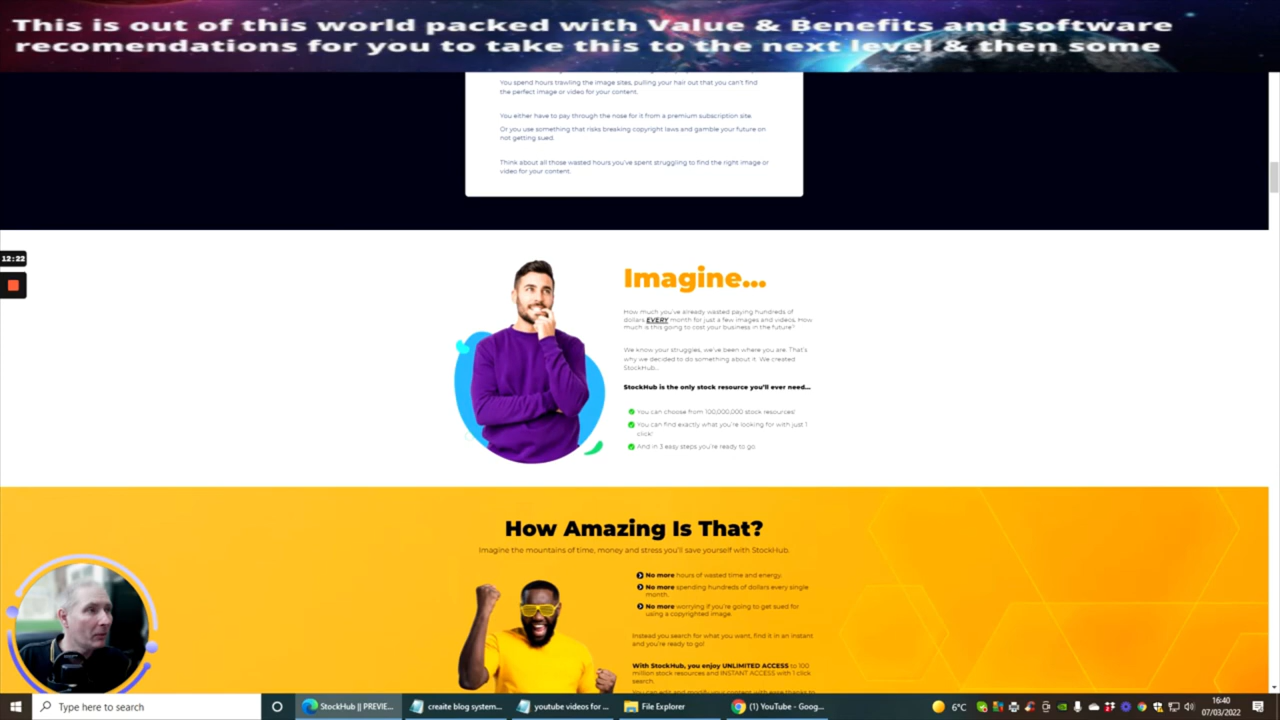 This is out of this world packed with Value & Benefits and software
recomendations for you to take this to the next level & then some
You spend hours trawling the image sites, pulling your hair out that you can't find
the perfect image or video for your content.
You either have to pay through the nose for it from a premium subscription site.
Or you use something that risks breaking copyright laws and gamble your future on
not getting sued.
Think about all those wasted hours you've spent struggling to find the right image or
video for your content.
12:22
Imagine...
How much you've already wasted paying hundreds of
dollars EVERY month for just a few images and videos. How
much is this going to cost your business in the future?
We know your struggles, we've been where you are. That's
why we decided to do something about it. We created
StockHub...
StockHub is the only stock resource you'll ever need...
You can choose from 100,000,000 stock resources!
You can find exactly what you're looking for with just 1
click!
And in 3 easy steps you're ready to go.
How Amazing Is That?
Imagine the mountains of time, money and stress you'll save yourself with StockHub.
No more hours of wasted time and energy.
No more spending hundreds of dollars every single
month.
No more worrying if you're going to get sued for
using a copyrighted image.
Instead you search for what you want, find it in an instant
and you're ready to go!
With StockHub, you enjoy UNLIMITED ACCESS to 100
million stock resources and INSTANT ACCESS with 1 click
search.
You can edit and modify your content with ease thanks to
Type here to search
StockHub || PREVIE...
creaite blog system...
youtube videos for ...
File Explorer
(1) YouTube - Goog...
6°C
16:40
07/03/2022